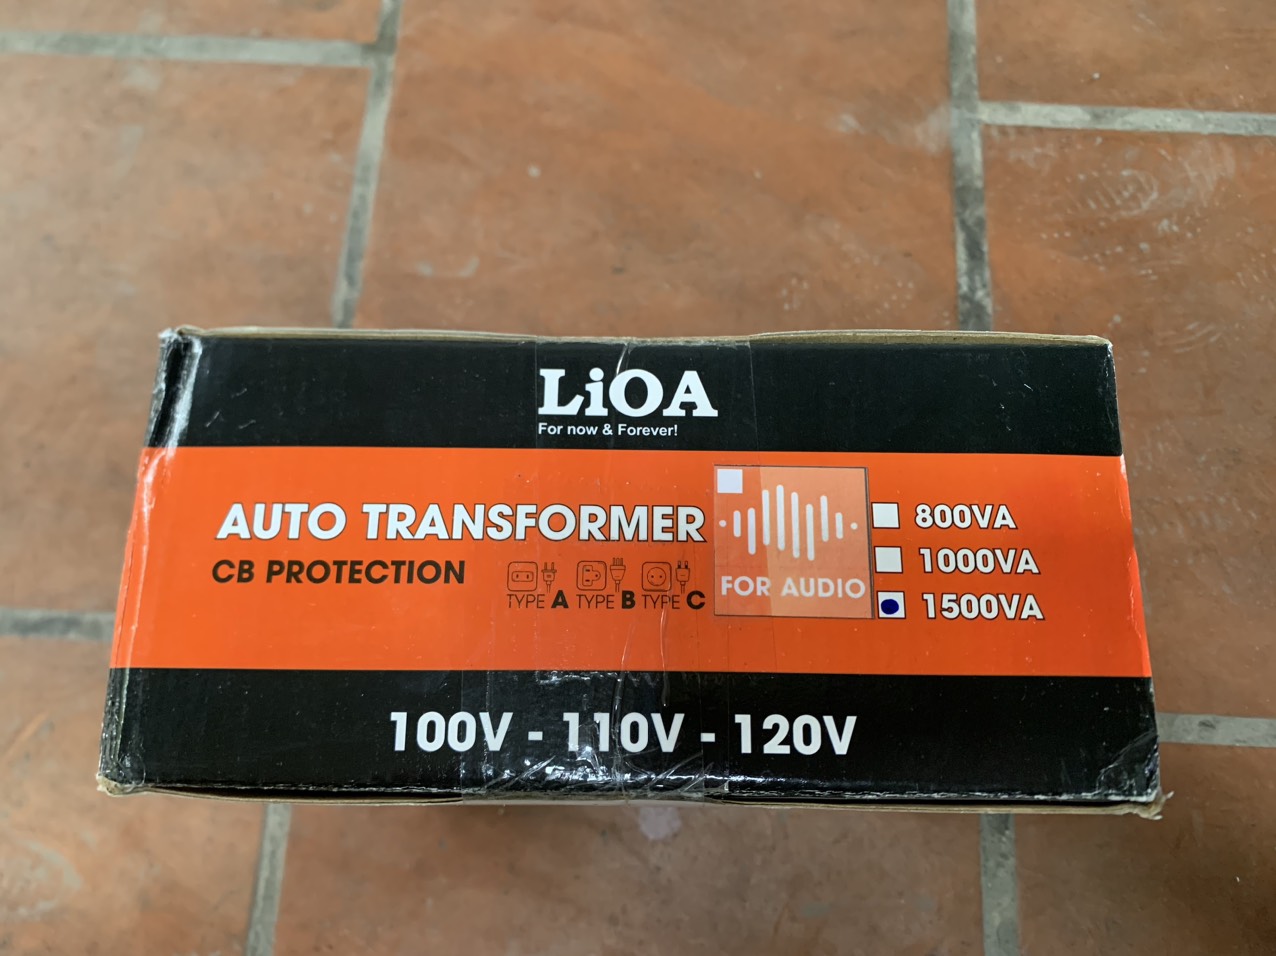 LiOA
For now & Forever!
AUTO TRANSFORMER
CB PROTECTION
TYPE A TYPE B TYPE C
FOR AUDIO
800VA
1000VA
1500VA
100V - 110V - 120V